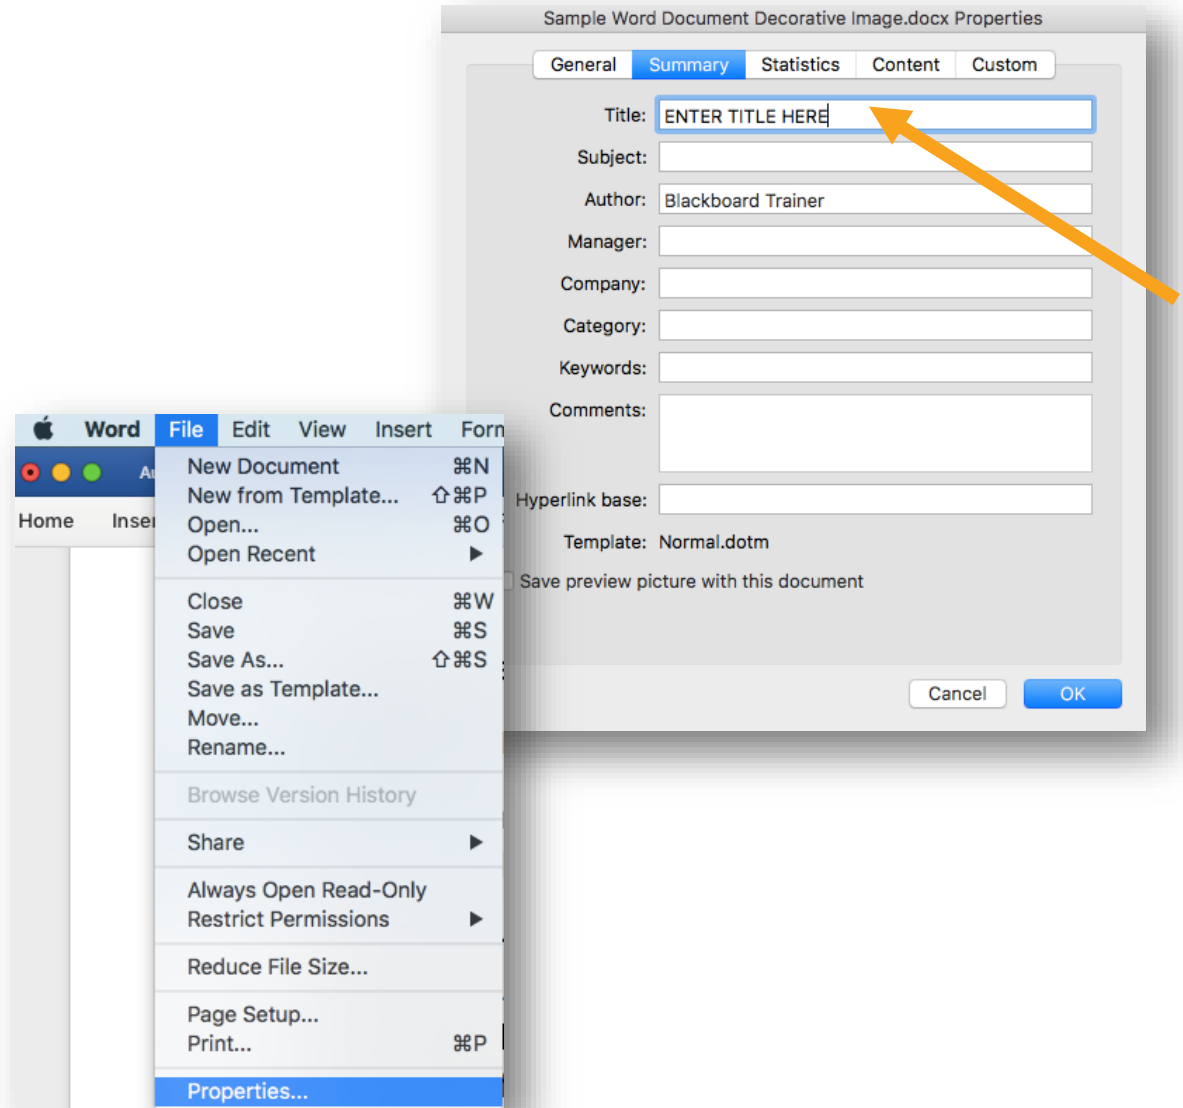 Sample Word Document Decorative Image.docx Properties
General Summary Statistics Content Custom
Title: ENTER TITLE HERE
Subject:
Author: Blackboard Trainer
Manager:
Company:
Category:
Keywords:
Comments:
Hyperlink base:
Template: Normal.dotm
Save preview picture with this document
Cancel OK
Word File Edit View Insert Form
Home Inser
New Document ⌘N
New from Template... ⇧⌘P
Open... ⌘O
Open Recent ▶
Close ⌘W
Save ⌘S
Save As... ⇧⌘S
Save as Template...
Move...
Rename...
Browse Version History
Share ▶
Always Open Read-Only
Restrict Permissions ▶
Reduce File Size...
Page Setup...
Print... ⌘P
Properties...